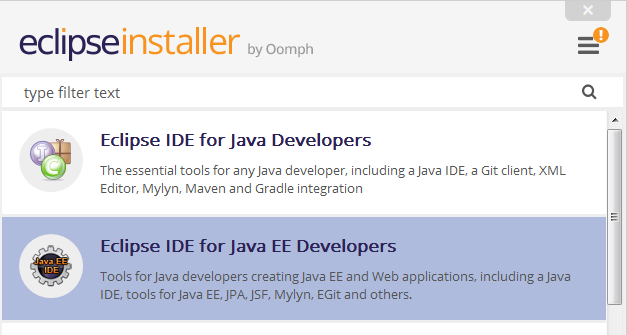 eclipseinstaller by Oomph
!
type filter text
Eclipse IDE for Java Developers
The essential tools for any Java developer, including a Java IDE, a Git client, XML
Editor, Mylyn, Maven and Gradle integration
Java EE
IDE
Eclipse IDE for Java EE Developers
Tools for Java developers creating Java EE and Web applications, including a Java
IDE, tools for Java EE, JPA, JSF, Mylyn, EGit and others.